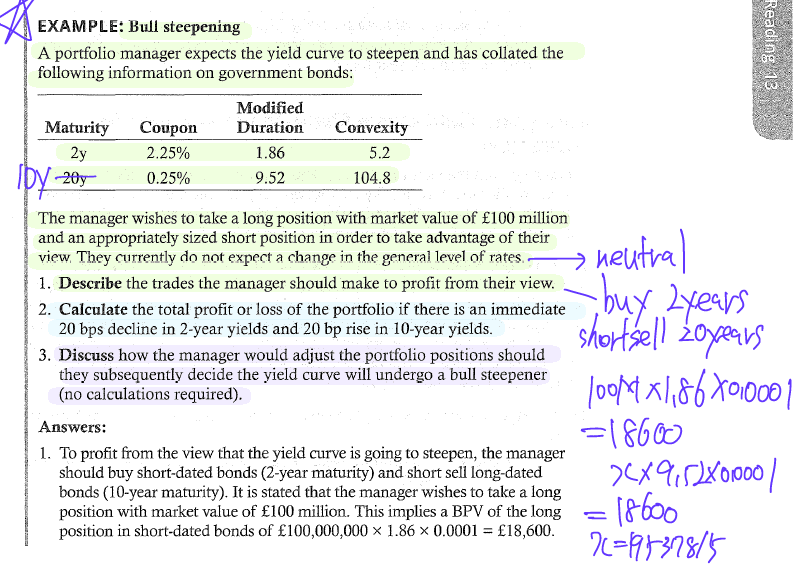 Reading 13
EXAMPLE: Bull steepening
A portfolio manager expects the yield curve to steepen and has collated the
following information on government bonds:
Modified
Maturity Coupon Duration Convexity
2y 2.25% 1.86 5.2
10y 20y 0.25% 9.52 104.8
The manager wishes to take a long position with market value of £100 million
and an appropriately sized short position in order to take advantage of their
view. They currently do not expect a change in the general level of rates. → neutral
1. Describe the trades the manager should make to profit from their view.
buy 2years
shortsell 20years
2. Calculate the total profit or loss of the portfolio if there is an immediate
20 bps decline in 2-year yields and 20 bp rise in 10-year yields.
3. Discuss how the manager would adjust the portfolio positions should
they subsequently decide the yield curve will undergo a bull steepener
(no calculations required).
100M×1,86×0,0001
=18600
x×9,52×0,0001
=18600
x=19537815
Answers:
1. To profit from the view that the yield curve is going to steepen, the manager
should buy short-dated bonds (2-year maturity) and short sell long-dated
bonds (10-year maturity). It is stated that the manager wishes to take a long
position with market value of £100 million. This implies a BPV of the long
position in short-dated bonds of £100,000,000 × 1.86 × 0.0001 = £18,600.